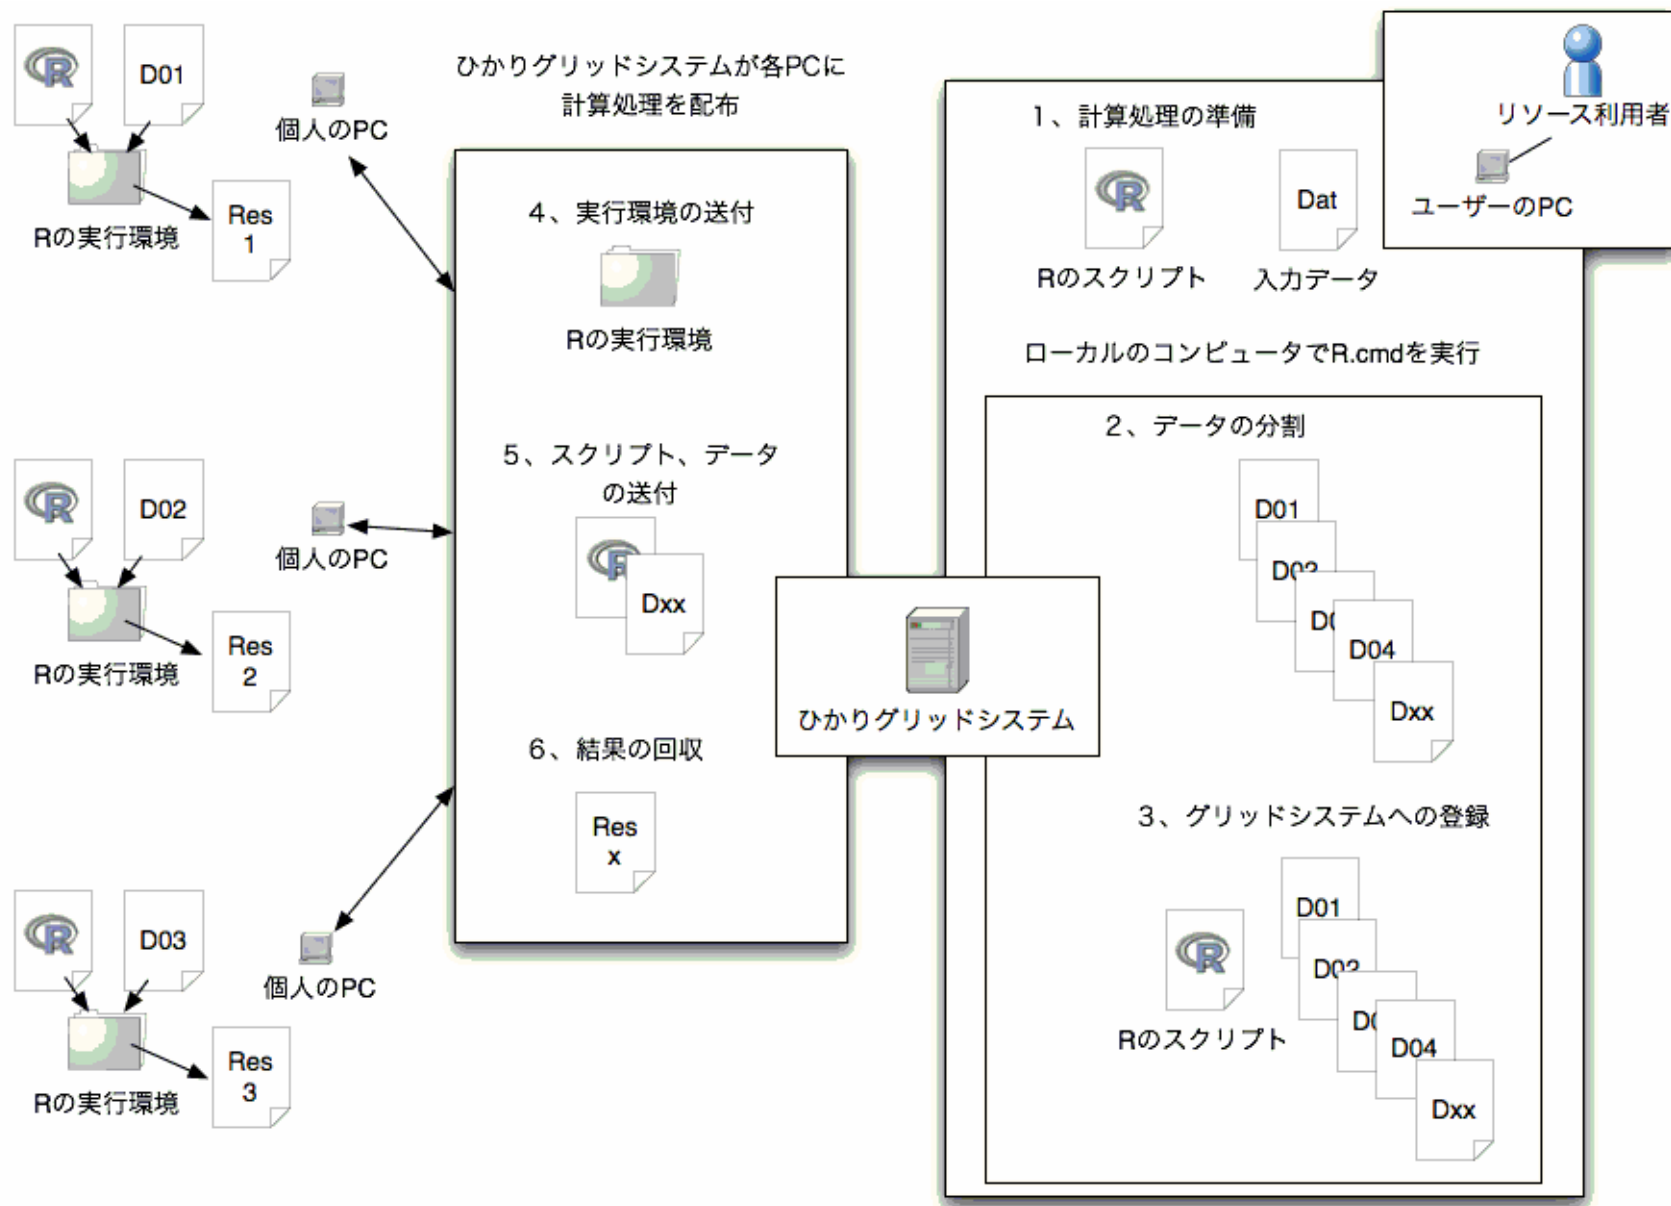 R
D01
個人のPC
Rの実行環境
Res
1
R
D02
個人のPC
Rの実行環境
Res
2
R
D03
個人のPC
Rの実行環境
Res
3
ひかりグリッドシステムが各PCに
計算処理を配布
4、実行環境の送付
Rの実行環境
5、スクリプト、データ
の送付
R
Dxx
6、結果の回収
Res
x
ひかりグリッドシステム
リソース利用者
ユーザーのPC
1、計算処理の準備
R
Dat
Rのスクリプト
入力データ
ローカルのコンピュータでR.cmdを実行
2、データの分割
D01
D02
D04
Dxx
3、グリッドシステムへの登録
R
Rのスクリプト
D01
D02
D04
Dxx